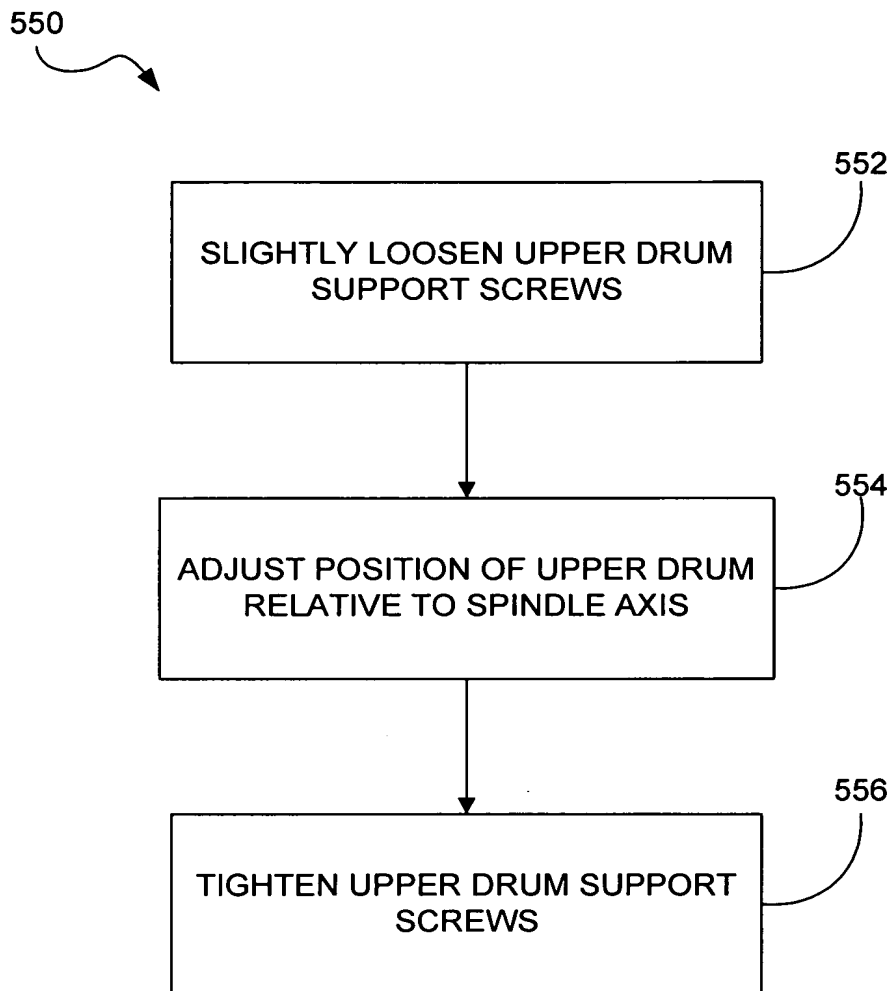 550
552
SLIGHTLY LOOSEN UPPER DRUM
SUPPORT SCREWS
554
ADJUST POSITION OF UPPER DRUM
RELATIVE TO SPINDLE AXIS
556
TIGHTEN UPPER DRUM SUPPORT
SCREWS